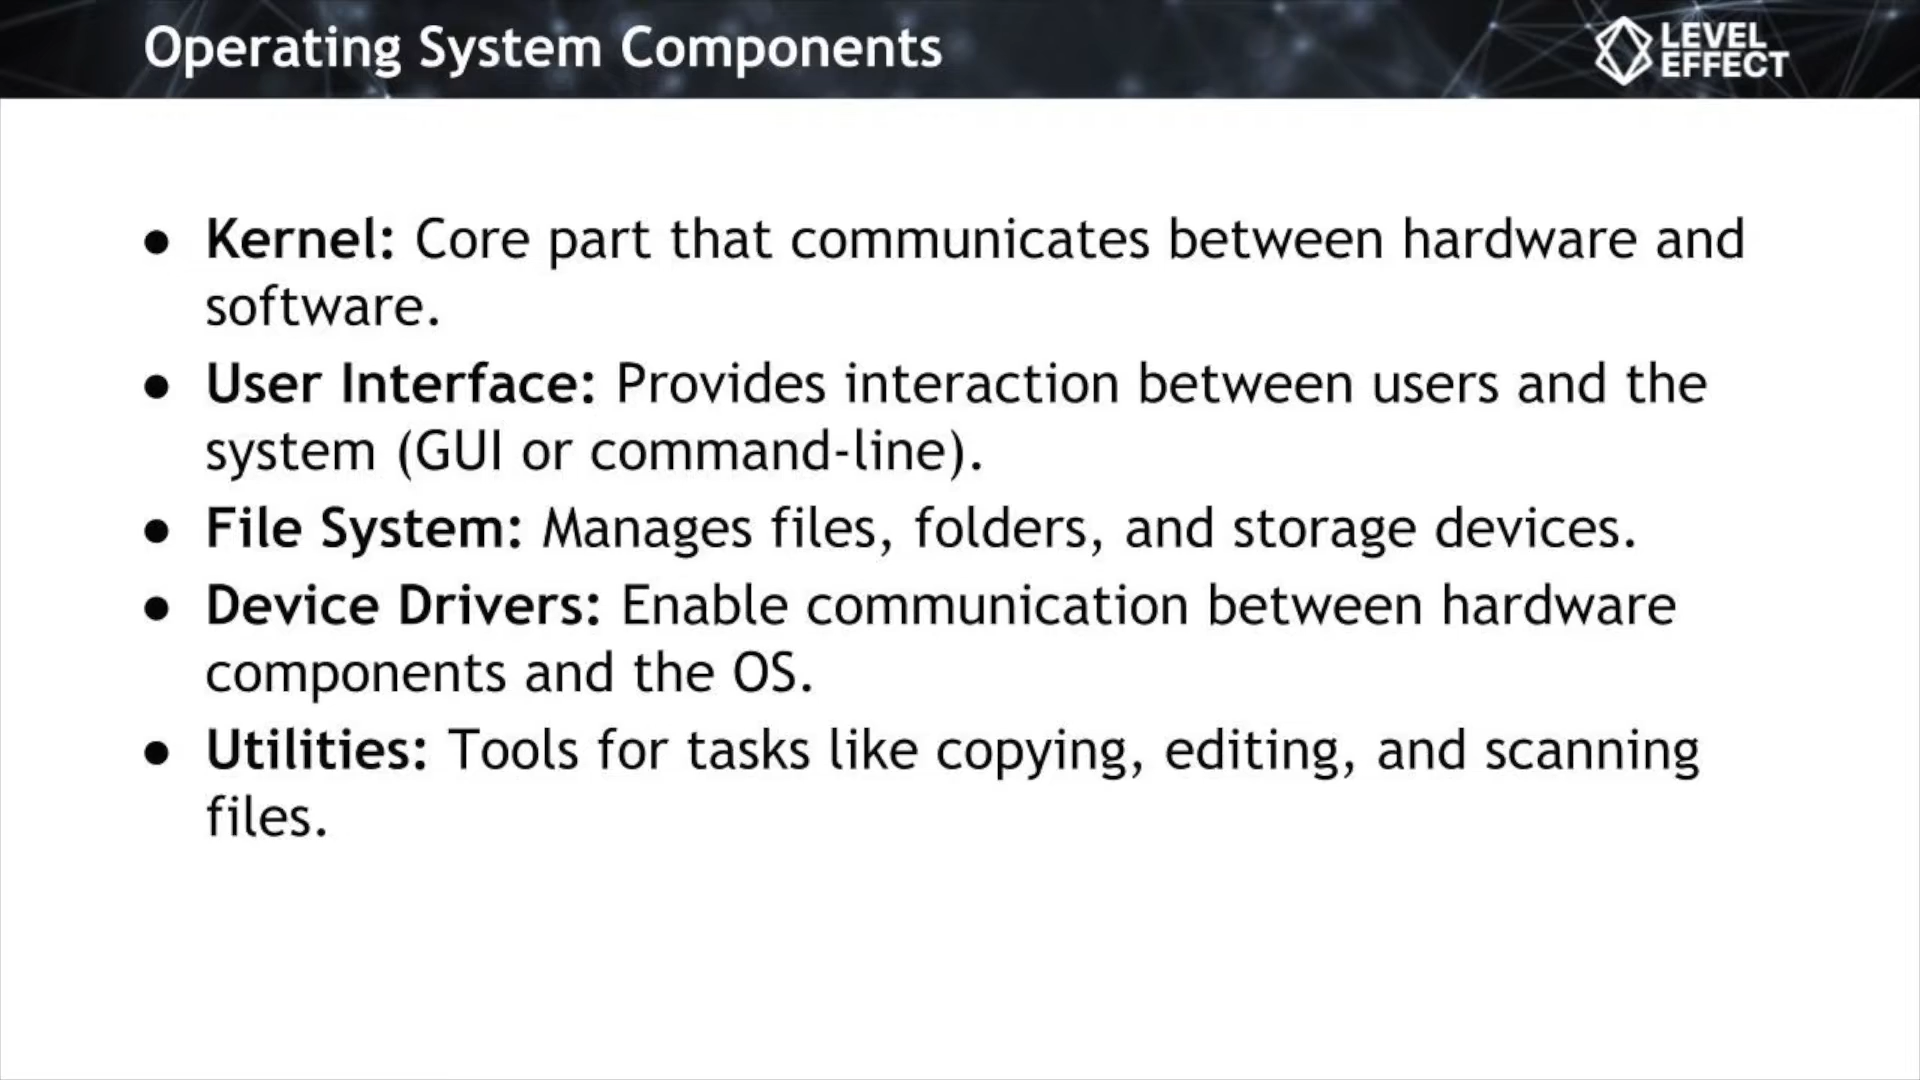 Operating System Components
LEVEL
EFFECT
● Kernel: Core part that communicates between hardware and
software.
● User Interface: Provides interaction between users and the
system (GUI or command-line).
● File System: Manages files, folders, and storage devices.
● Device Drivers: Enable communication between hardware
components and the OS.
● Utilities: Tools for tasks like copying, editing, and scanning
files.